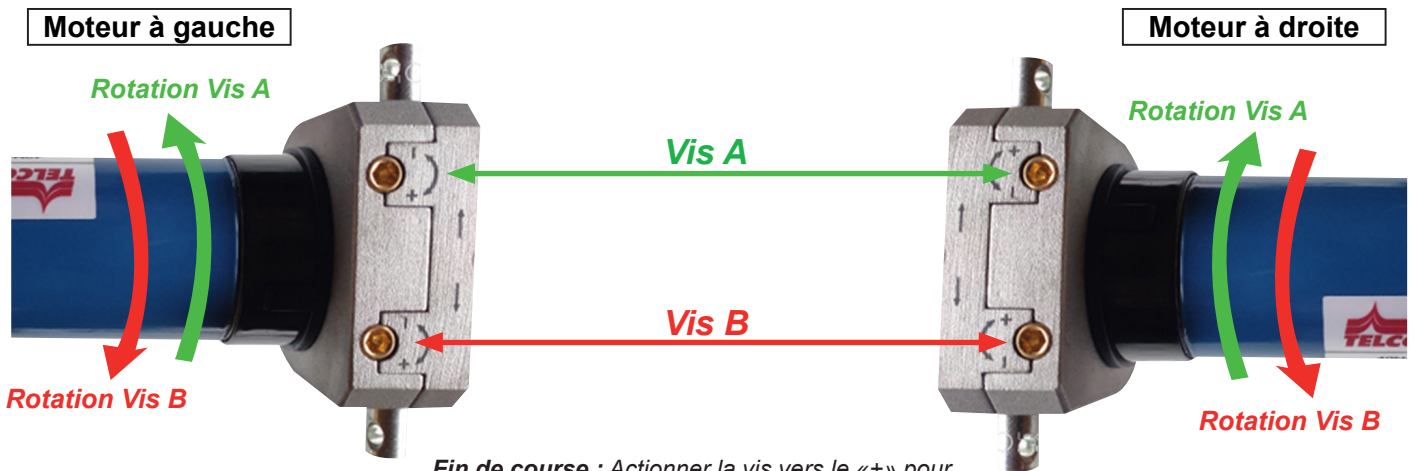 Moteur à gauche
Moteur à droite
Rotation Vis A
Rotation Vis A
Vis A
- +
+ -
TELCO
Vis B
- +
+ -
TELCO
Rotation Vis B
Rotation Vis B
Fin de course : Actionner la vis vers le «+» pour